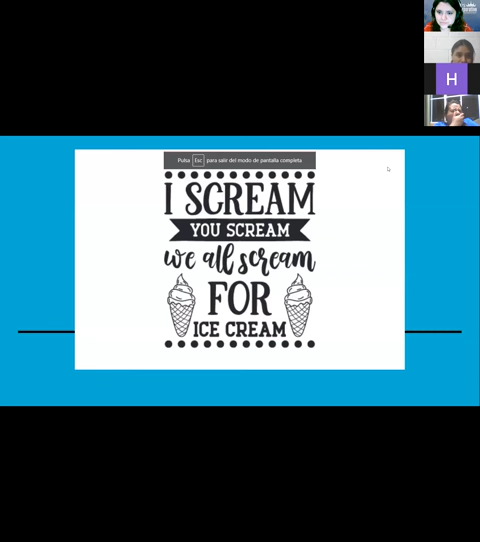 Pulsa Esc para salir del modo de pantalla completa
I SCREAM
YOU SCREAM
we all scream
FOR
ICE CREAM
H